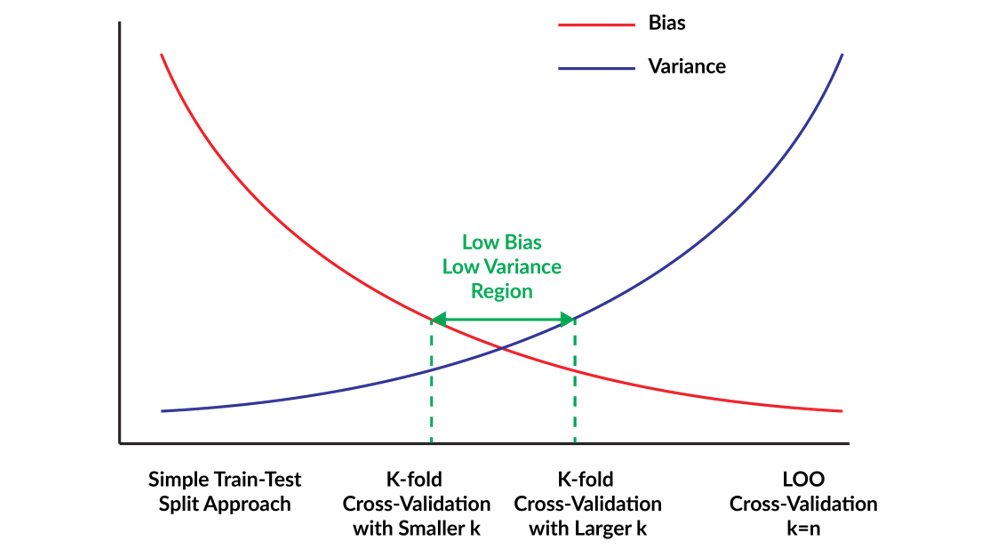 Bias
Variance
Low Bias
Low Variance
Region
Simple Train-Test
Split Approach
K-fold
Cross-Validation
with Smaller k
K-fold
Cross-Validation
with Larger k
LOO
Cross-Validation
k=n